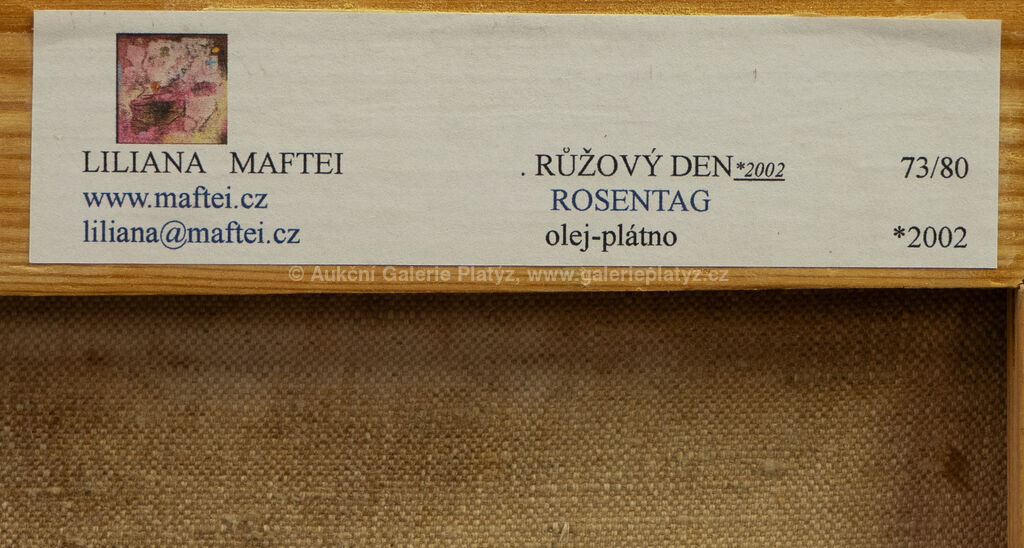 LILIANA MAFTEI
www.maftei.cz
liliana@maftei.cz
. RŮŽOVÝ DEN *2002 73/80
ROSENTAG
olej-plátno *2002
© Aukční Galerie Platýz, www.galerieplatyz.cz